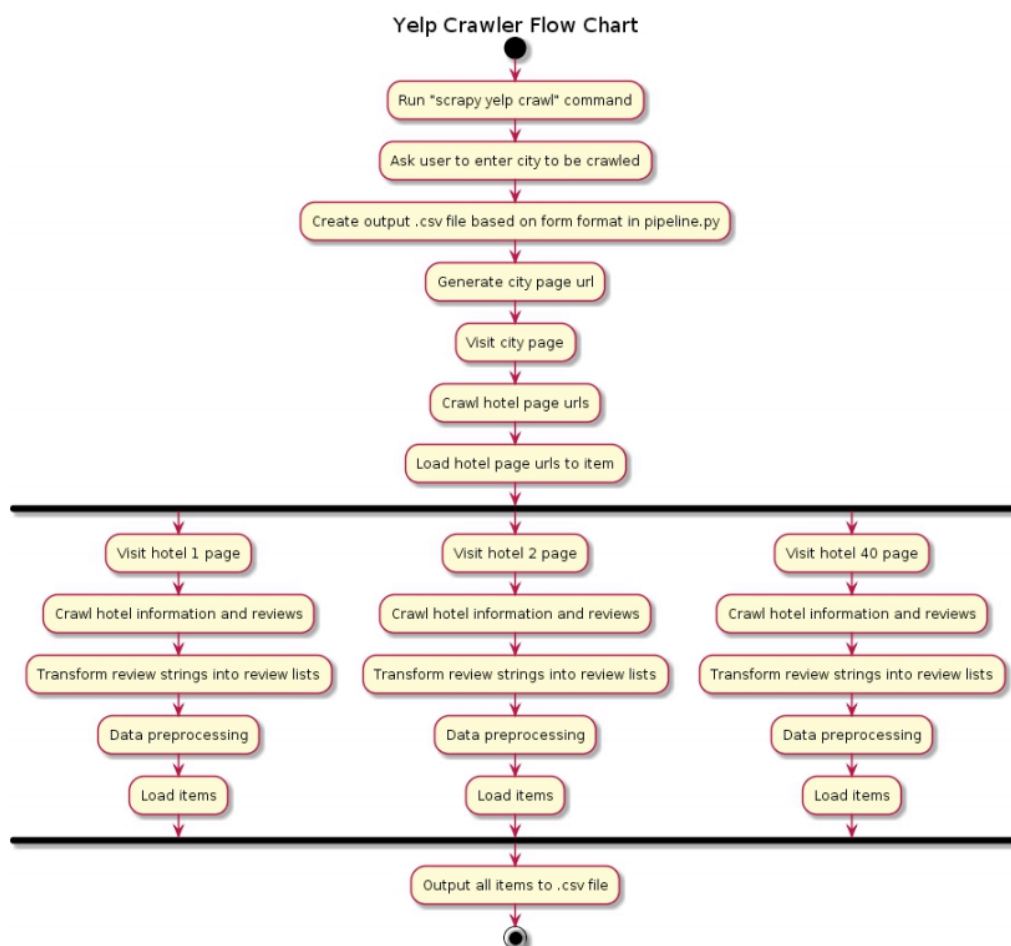 Yelp Crawler Flow Chart
Run "scrapy yelp crawl" command
Ask user to enter city to be crawled
Create output .csv file based on form format in pipeline.py
Generate city page url
Visit city page
Crawl hotel page urls
Load hotel page urls to item
Visit hotel 1 page
Visit hotel 2 page
Visit hotel 40 page
Crawl hotel information and reviews
Crawl hotel information and reviews
Crawl hotel information and reviews
Transform review strings into review lists
Transform review strings into review lists
Transform review strings into review lists
Data preprocessing
Data preprocessing
Data preprocessing
Load items
Load items
Load items
Output all items to .csv file